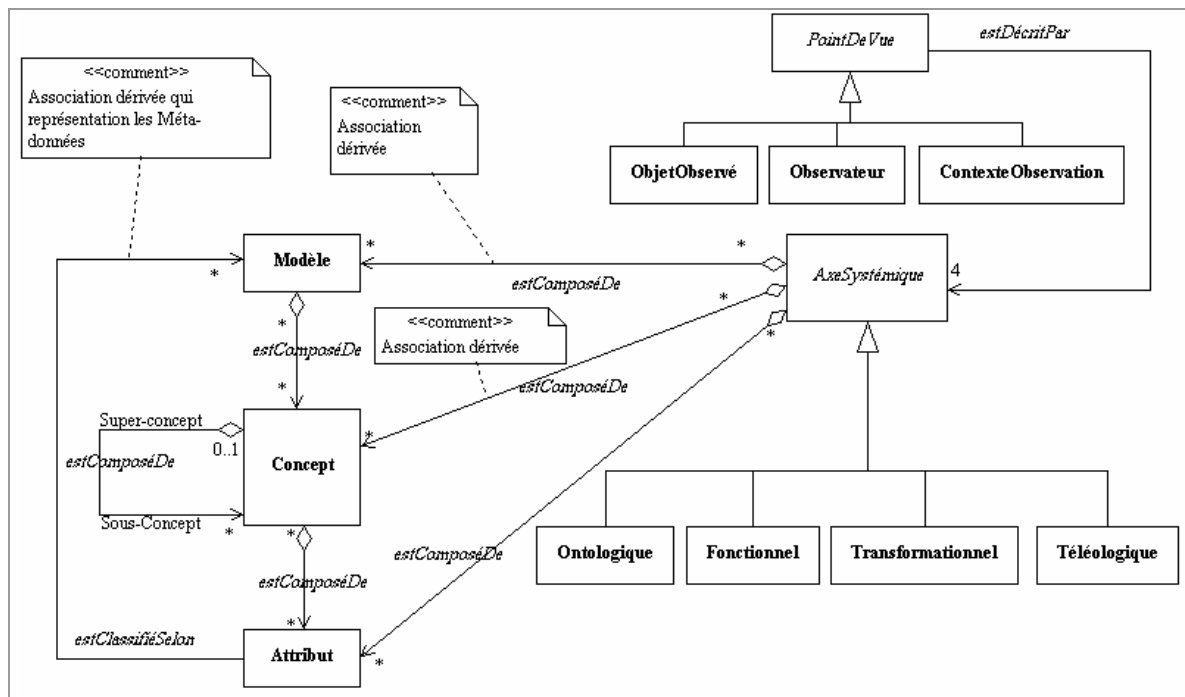 PointDeVue
estDécritPar
<<comment>>
Association dérivée qui
représentation les Méta-
données
<<comment>>
Association
dérivée
ObjetObservé
Observateur
ContexteObservation
Modèle
*
*
*
estComposéDe
AxeSystémique
4
*
*
estComposéDe
*
<<comment>>
Association dérivée
*
*
estComposéDe
*
Super-concept
0..1
estComposéDe
Concept
Sous-Concept
*
*
estComposéDe
*
estComposéDe
*
Ontologique
Fonctionnel
Transformationnel
Téléologique
estClassifiéSelon
Attribut